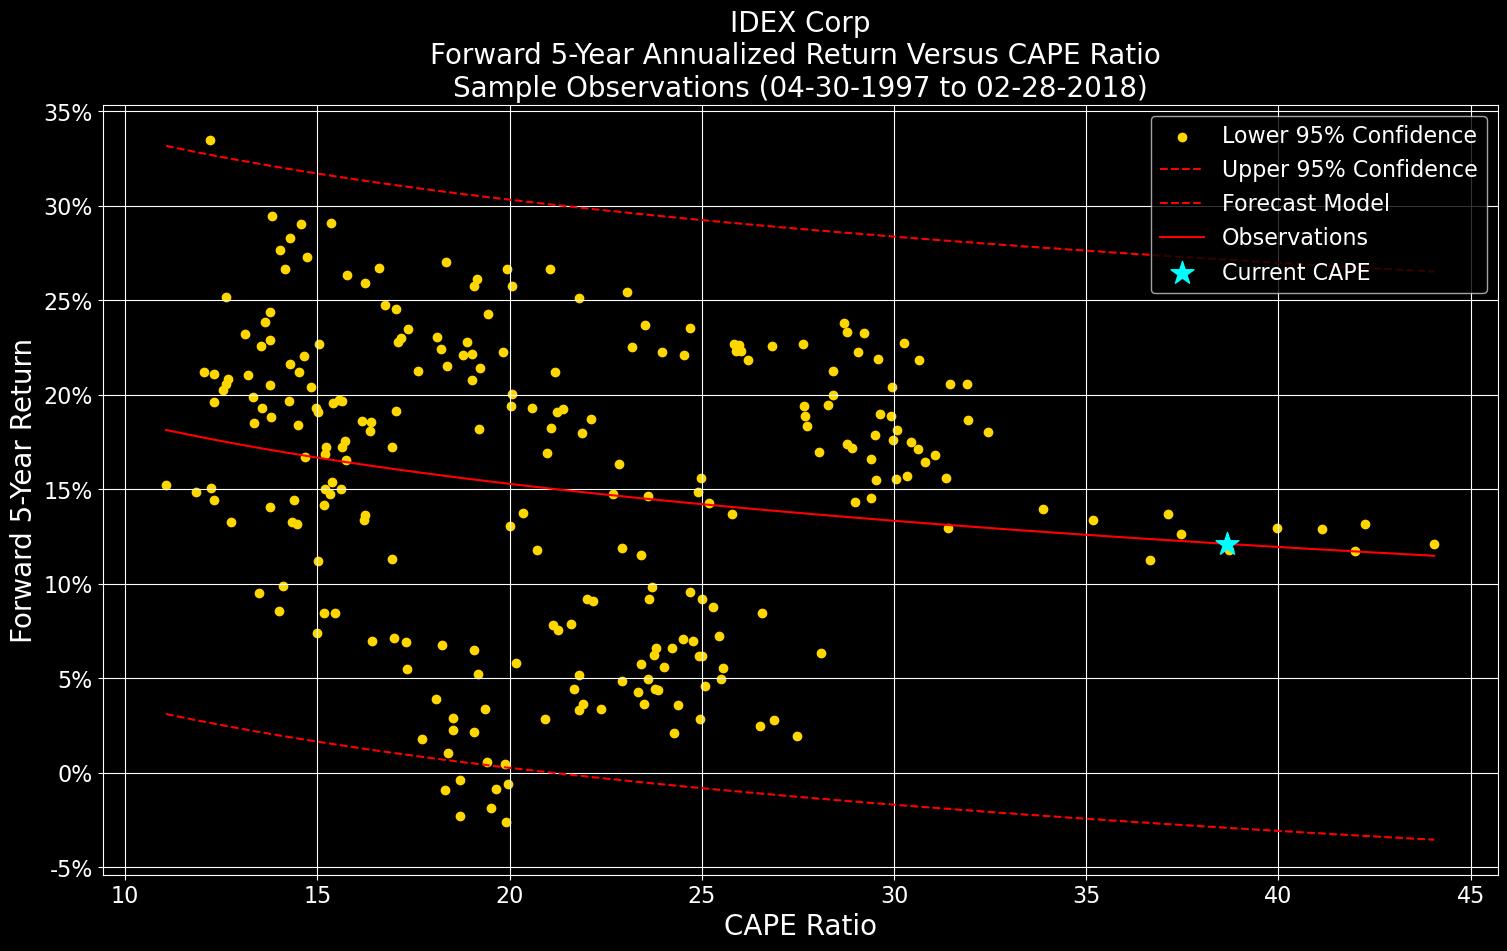 IDEX Corp
Forward 5-Year Annualized Return Versus CAPE Ratio
Sample Observations (04-30-1997 to 02-28-2018)
35%
30%
25%
20%
15%
10%
5%
0%
-5%
Forward 5-Year Return
Lower 95% Confidence
Upper 95% Confidence
Forecast Model
Observations
Current CAPE
10 15 20 25 30 35 40 45
CAPE Ratio